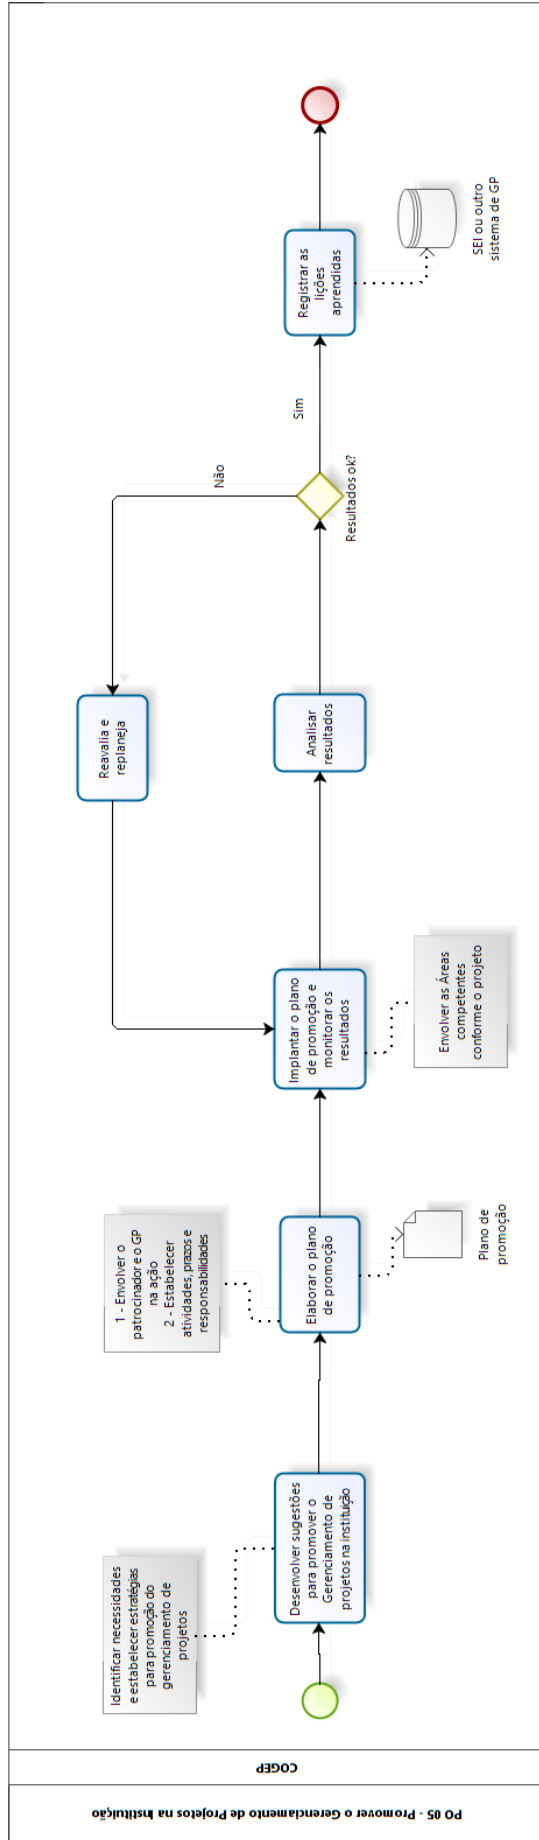 PO 05 - Promover o Gerenciamento de Projetos na Instituição
COGEP
Identificar necessidades
e estabelecer estratégias
para promoção do
gerenciamento de
projetos
Desenvolver sugestões
para promover o
Gerenciamento de
projetos na instituição
1 - Envolver o
patrocinador e o GP
na ação
2 - Estabelecer
atividades, prazos e
responsabilidades
Elaborar o plano
de promoção
Plano de
promoção
Implantar o plano
de promoção e
monitorar os
resultados
Envolver as Áreas
competentes
conforme o projeto
Reavalia e
replaneja
Analisar
resultados
Não
Resultados ok?
Sim
Registrar as
lições
aprendidas
SEI ou outro
sistema de GP